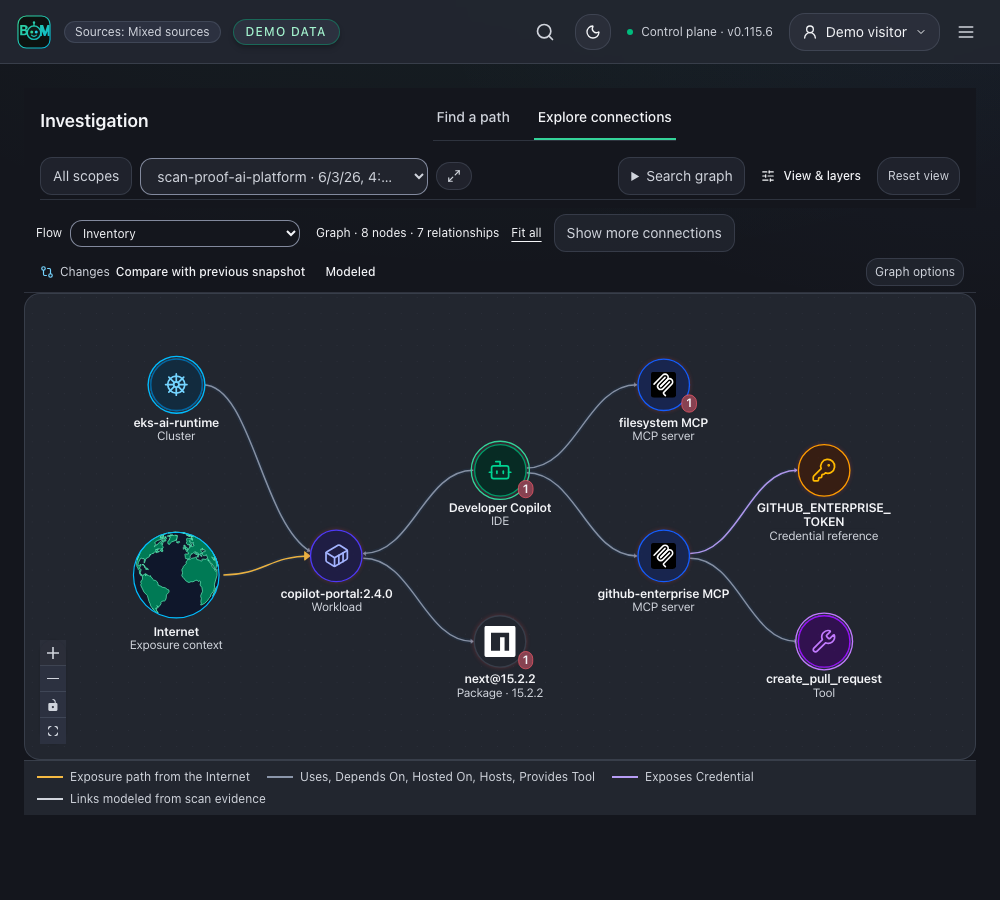 BOM
Sources: Mixed sources
DEMO DATA
Control plane · v0.115.6
Demo visitor
Investigation
Find a path
Explore connections
All scopes
scan-proof-ai-platform · 6/3/26, 4:...
Search graph
View & layers
Reset view
Flow
Inventory
Graph · 8 nodes · 7 relationships
Fit all
Show more connections
Changes
Compare with previous snapshot
Modeled
Graph options
eks-ai-runtime
Cluster
1
filesystem MCP
MCP server
1
Developer Copilot
IDE
GITHUB_ENTERPRISE_
TOKEN
Credential reference
copilot-portal:2.4.0
Workload
github-enterprise MCP
MCP server
Internet
Exposure context
1
next@15.2.2
Package · 15.2.2
create_pull_request
Tool
Exposure path from the Internet
Uses, Depends On, Hosted On, Hosts, Provides Tool
Exposes Credential
Links modeled from scan evidence